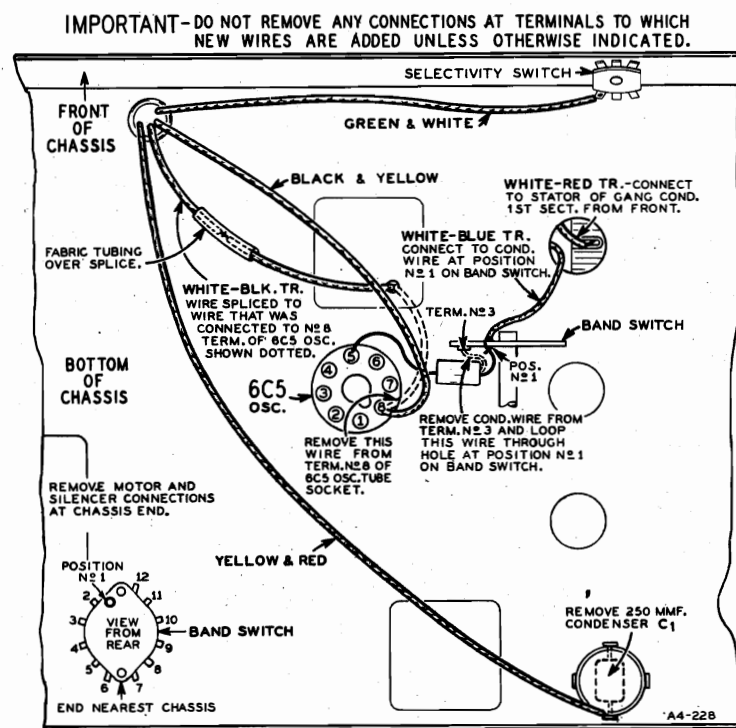 IMPORTANT-DO NOT REMOVE ANY CONNECTIONS AT TERMINALS TO WHICH
NEW WIRES ARE ADDED UNLESS OTHERWISE INDICATED.
SELECTIVITY SWITCH
FRONT
OF
CHASSIS
GREEN & WHITE
BLACK & YELLOW
WHITE-RED TR.-CONNECT
TO STATOR OF GANG COND.
1ST SECT. FROM FRONT.
WHITE-BLUE TR.
CONNECT TO COND.
WIRE AT POSITION
Nº 1 ON BAND SWITCH.
FABRIC TUBING
OVER SPLICE.
WHITE-BLK. TR.
WIRE SPLICED TO
WIRE THAT WAS
CONNECTED TO Nº 8
TERM. OF 6C5 OSC.
SHOWN DOTTED.
TERM. Nº 3
BAND SWITCH
POS.
Nº 1
BOTTOM
OF
CHASSIS
6C5
OSC.
5
6
4
7
3
8
2
1
REMOVE THIS
WIRE FROM
TERM. Nº 8 OF
6C5 OSC. TUBE
SOCKET.
REMOVE COND. WIRE FROM
TERM. Nº 3 AND LOOP
THIS WIRE THROUGH
HOLE AT POSITION Nº 1
ON BAND SWITCH.
REMOVE MOTOR AND
SILENCER CONNECTIONS
AT CHASSIS END.
YELLOW & RED
POSITION
Nº 1
12
2
11
3
10
4
9
5
8
6
7
VIEW
FROM
REAR
BAND SWITCH
END NEAREST CHASSIS
REMOVE 250 MMF.
CONDENSER C1
A4-228